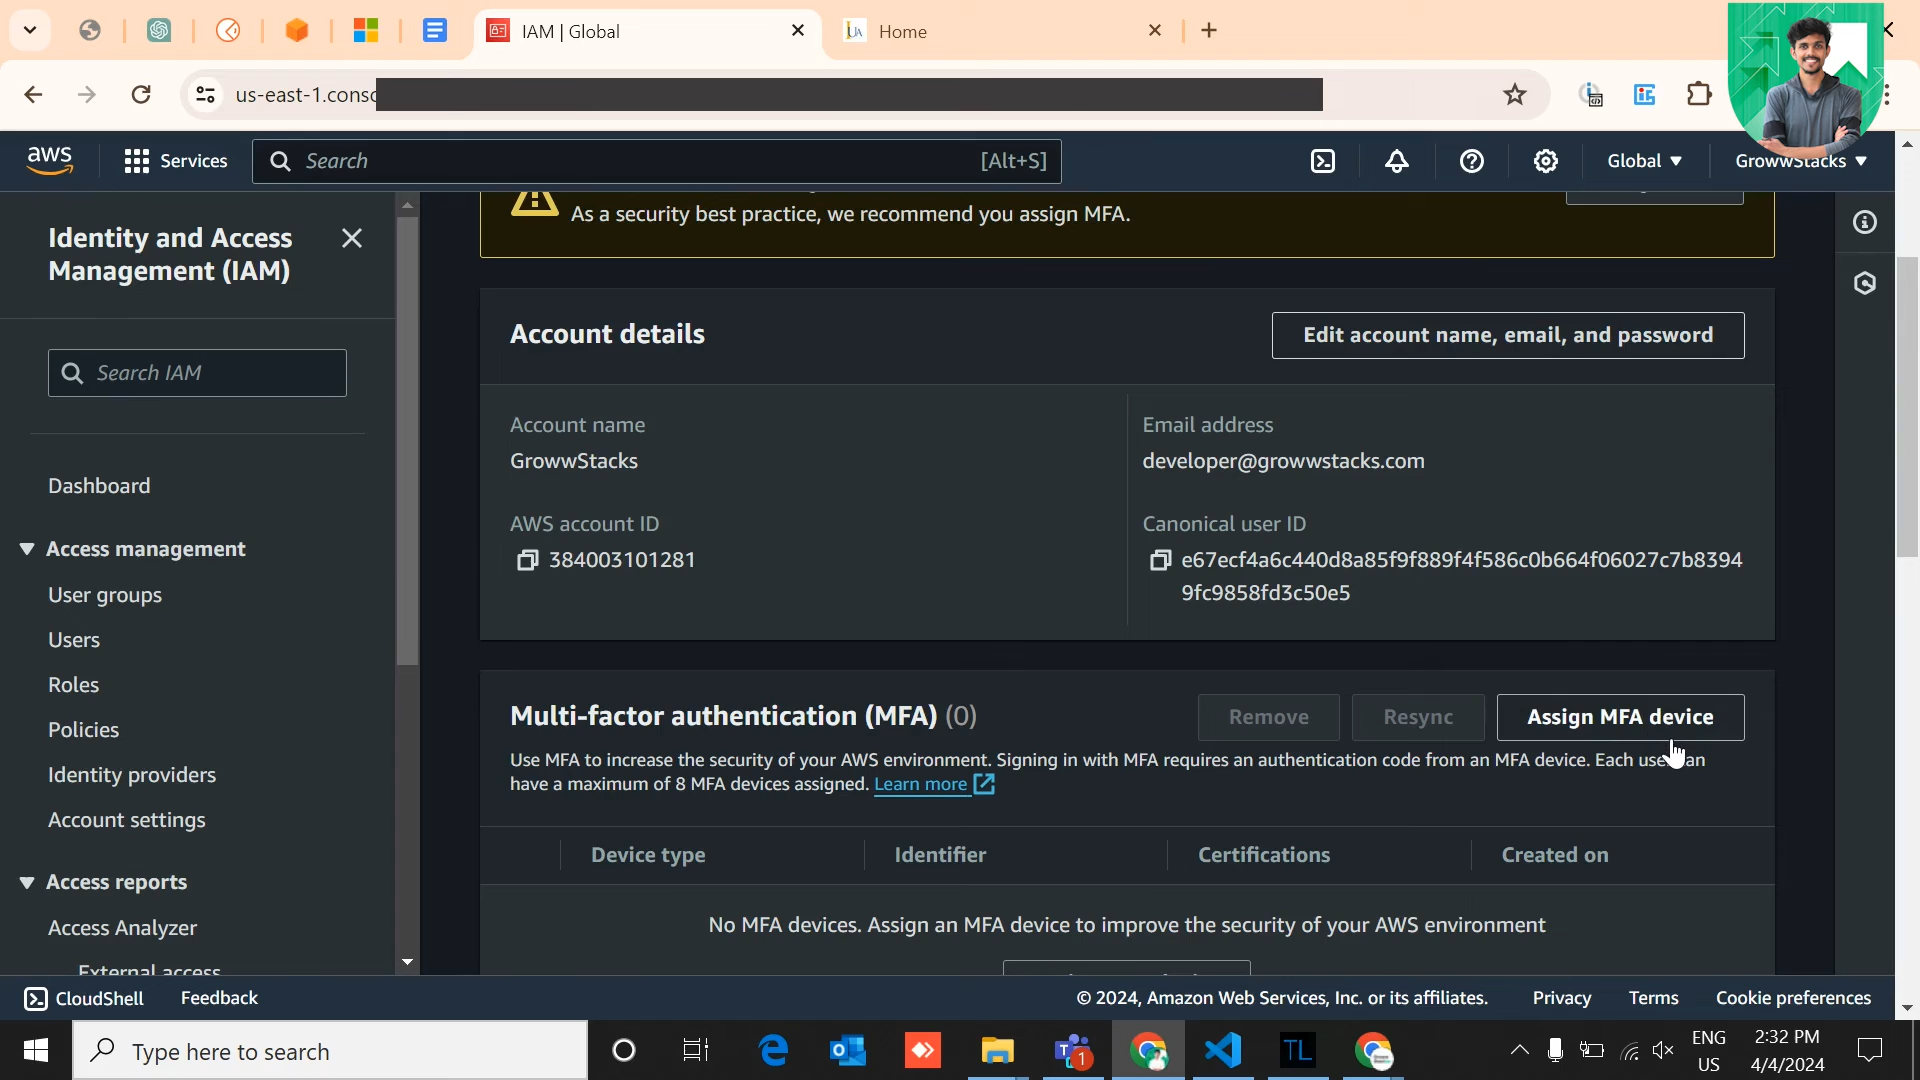 IAM | Global
Home
us-east-1.conso
aws
Services
Search
[Alt+S]
Global
GrowwStacks
Identity and Access
Management (IAM)
Search IAM
Dashboard
Access management
User groups
Users
Roles
Policies
Identity providers
Account settings
Access reports
Access Analyzer
External access
As a security best practice, we recommend you assign MFA.
Account details
Edit account name, email, and password
Account name
GrowwStacks
Email address
developer@growwstacks.com
AWS account ID
384003101281
Canonical user ID
e67ecf4a6c440d8a85f9f889f4f586c0b664f06027c7b8394
9fc9858fd3c50e5
Multi-factor authentication (MFA) (0)
Remove
Resync
Assign MFA device
Use MFA to increase the security of your AWS environment. Signing in with MFA requires an authentication code from an MFA device. Each user can
have a maximum of 8 MFA devices assigned. Learn more
Device type
Identifier
Certifications
Created on
No MFA devices. Assign an MFA device to improve the security of your AWS environment
CloudShell
Feedback
© 2024, Amazon Web Services, Inc. or its affiliates.
Privacy
Terms
Cookie preferences
Type here to search
1
TL
ENG
US
2:32 PM
4/4/2024